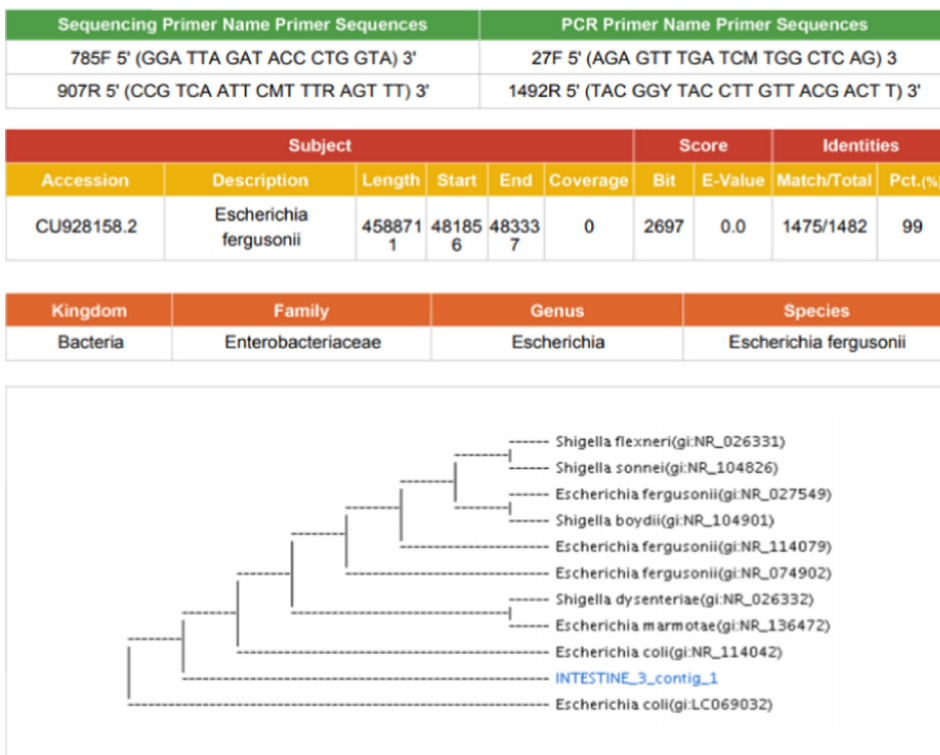 Sequencing Primer Name Primer Sequences PCR Primer Name Primer Sequences
785F 5' (GGA TTA GAT ACC CTG GTA) 3' 27F 5' (AGA GTT TGA TCM TGG CTC AG) 3
907R 5' (CCG TCA ATT CMT TTR AGT TT) 3' 1492R 5' (TAC GGY TAC CTT GTT ACG ACT T) 3'
Subject Score Identities
Accession Description Length Start End Coverage Bit E-Value Match/Total Pct.(%)
CU928158.2 Escherichia fergusonii 4588711 481856 483337 0 2697 0.0 1475/1482 99
Kingdom Family Genus Species
Bacteria Enterobacteriaceae Escherichia Escherichia fergusonii
Shigella flexneri(gi:NR_026331)
Shigella sonnei(gi:NR_104826)
Escherichia fergusonii(gi:NR_027549)
Shigella boydii(gi:NR_104901)
Escherichia fergusonii(gi:NR_114079)
Escherichia fergusonii(gi:NR_074902)
Shigella dysenteriae(gi:NR_026332)
Escherichia marmotae(gi:NR_136472)
Escherichia coli(gi:NR_114042)
INTESTINE_3_contig_1
Escherichia coli(gi:LC069032)